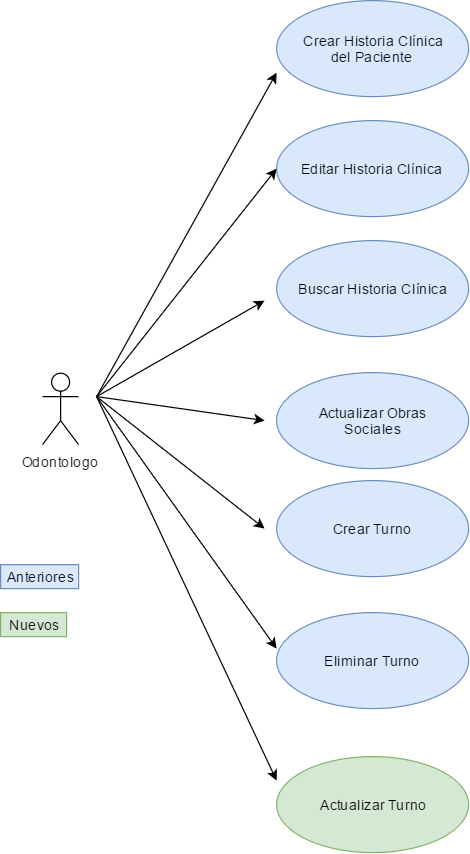 Crear Historia Clínica
del Paciente
Editar Historia Clínica
Buscar Historia Clínica
Odontologo
Actualizar Obras
Sociales
Crear Turno
Anteriores
Nuevos
Eliminar Turno
Actualizar Turno